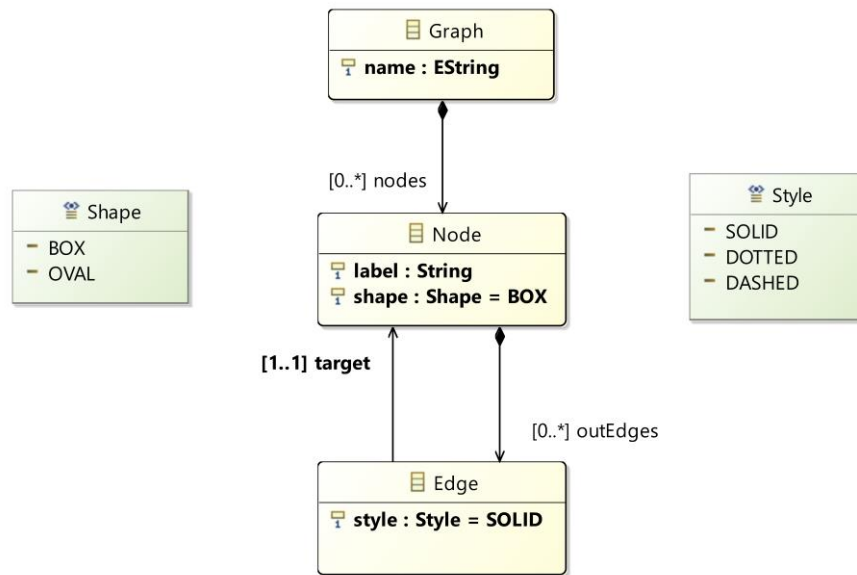 Graph
name : EString
[0..*] nodes
Shape
BOX
OVAL
Node
label : String
shape : Shape = BOX
Style
SOLID
DOTTED
DASHED
[1..1] target
[0..*] outEdges
Edge
style : Style = SOLID